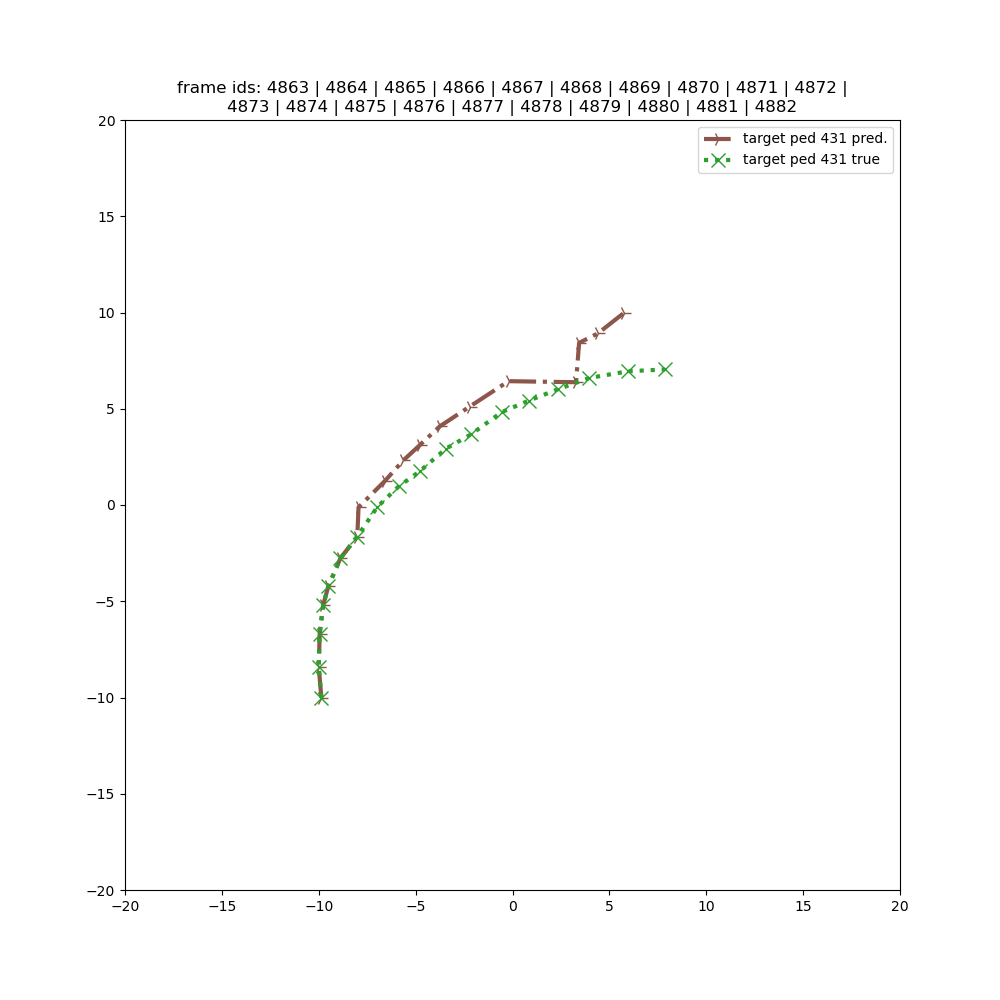 frame ids: 4863 | 4864 | 4865 | 4866 | 4867 | 4868 | 4869 | 4870 | 4871 | 4872 |
4873 | 4874 | 4875 | 4876 | 4877 | 4878 | 4879 | 4880 | 4881 | 4882
target ped 431 pred.
target ped 431 true
20
15
10
5
0
−5
−10
−15
−20
−20 −15 −10 −5 0 5 10 15 20